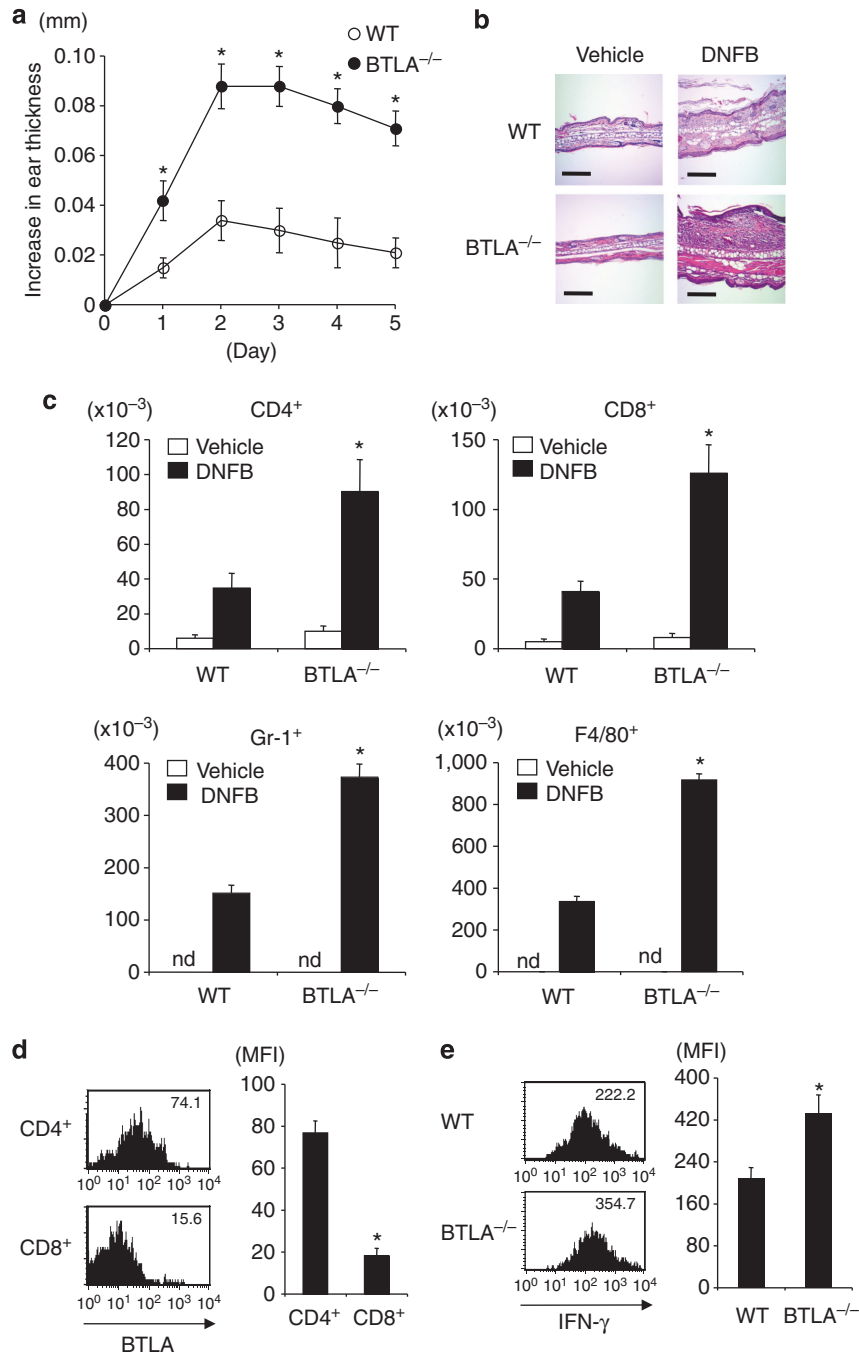 a (mm)
WT
BTLA−/−
Increase in ear thickness
0.10
0.08
0.06
0.04
0.02
0
* * * * *
0 1 2 3 4 5
(Day)
b
Vehicle DNFB
WT
BTLA−/−
c
(x10−3) CD4+
Vehicle
DNFB
120
100
80
60
40
20
0
*
WT BTLA−/−
(x10−3) CD8+
Vehicle
DNFB
150
100
50
0
*
WT BTLA−/−
(x10−3) Gr-1+
Vehicle
DNFB
400
300
200
100
0
nd nd
*
WT BTLA−/−
(x10−3) F4/80+
Vehicle
DNFB
1,000
800
600
400
200
0
nd nd
*
WT BTLA−/−
d
CD4+
74.1
100 101 102 103 104
CD8+
15.6
100 101 102 103 104
BTLA
(MFI)
100
80
60
40
20
0
*
CD4+ CD8+
e
WT
222.2
100 101 102 103 104
BTLA−/−
354.7
100 101 102 103 104
IFN-γ
(MFI)
400
420
240
160
80
0
*
WT BTLA−/−